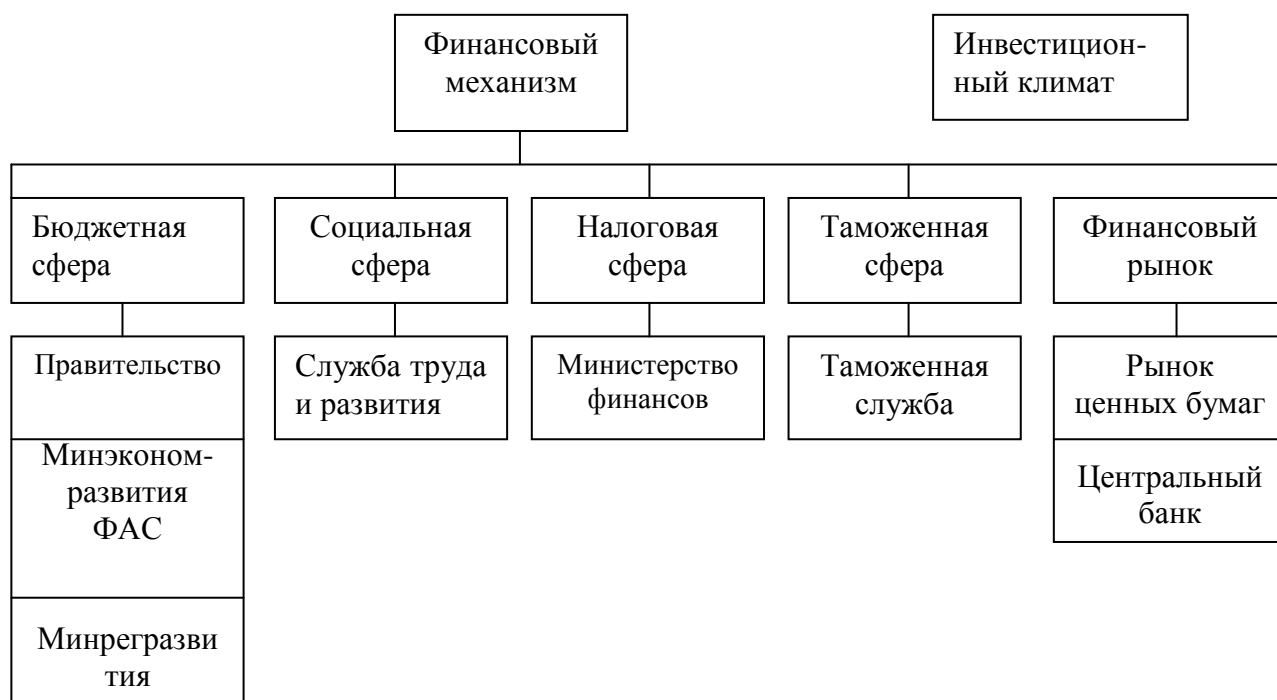 Финансовый
механизм
Инвестицион-
ный климат
Бюджетная
сфера
Социальная
сфера
Налоговая
сфера
Таможенная
сфера
Финансовый
рынок
Правительство
Служба труда
и развития
Министерство
финансов
Таможенная
служба
Рынок
ценных бумаг
Минэконом-
развития
ФАС
Центральный
банк
Минрегразви
тия